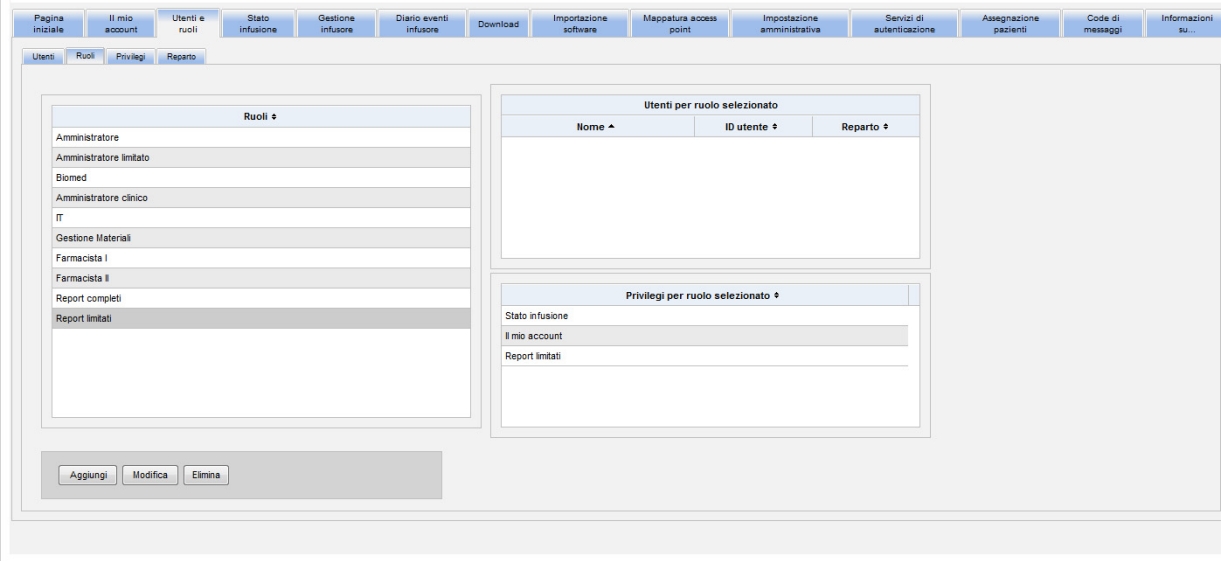 Pagina iniziale
Il mio account
Utenti e ruoli
Stato infusione
Gestione infusore
Diario eventi infusore
Download
Importazione software
Mappatura access point
Impostazione amministrativa
Servizi di autenticazione
Assegnazione pazienti
Code di messaggi
Informazioni su...
Utenti
Ruoli
Privilegi
Reparto
Ruoli
Amministratore
Amministratore limitato
Biomed
Amministratore clinico
IT
Gestione Materiali
Farmacista I
Farmacista II
Report completi
Report limitati
Utenti per ruolo selezionato
Nome
ID utente
Reparto
Privilegi per ruolo selezionato
Stato infusione
Il mio account
Report limitati
Aggiungi
Modifica
Elimina